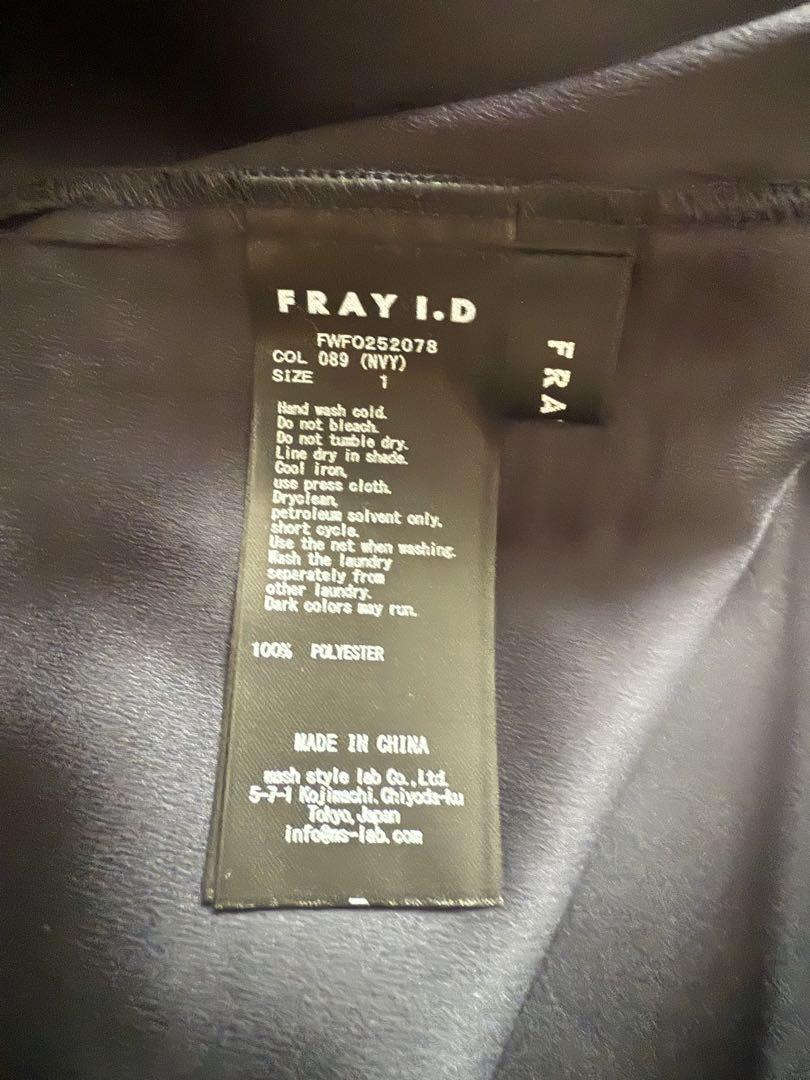 FRAY I.D
FWFO252078
COL 089 (NVY)
SIZE 1
Hand wash cold.
Do not bleach.
Do not tumble dry.
Line dry in shade.
Cool iron,
use press cloth.
Dryclean,
petroleum solvent only,
short cycle.
Use the net when washing.
Wash the laundry
seperately from
other laundry.
Dark colors may run.
100% POLYESTER
MADE IN CHINA
mash style lab Co.,Ltd.
5-7-1 Kojimachi,Chiyoda-ku
Tokyo,Japan
info@ms-lab.com
FRA